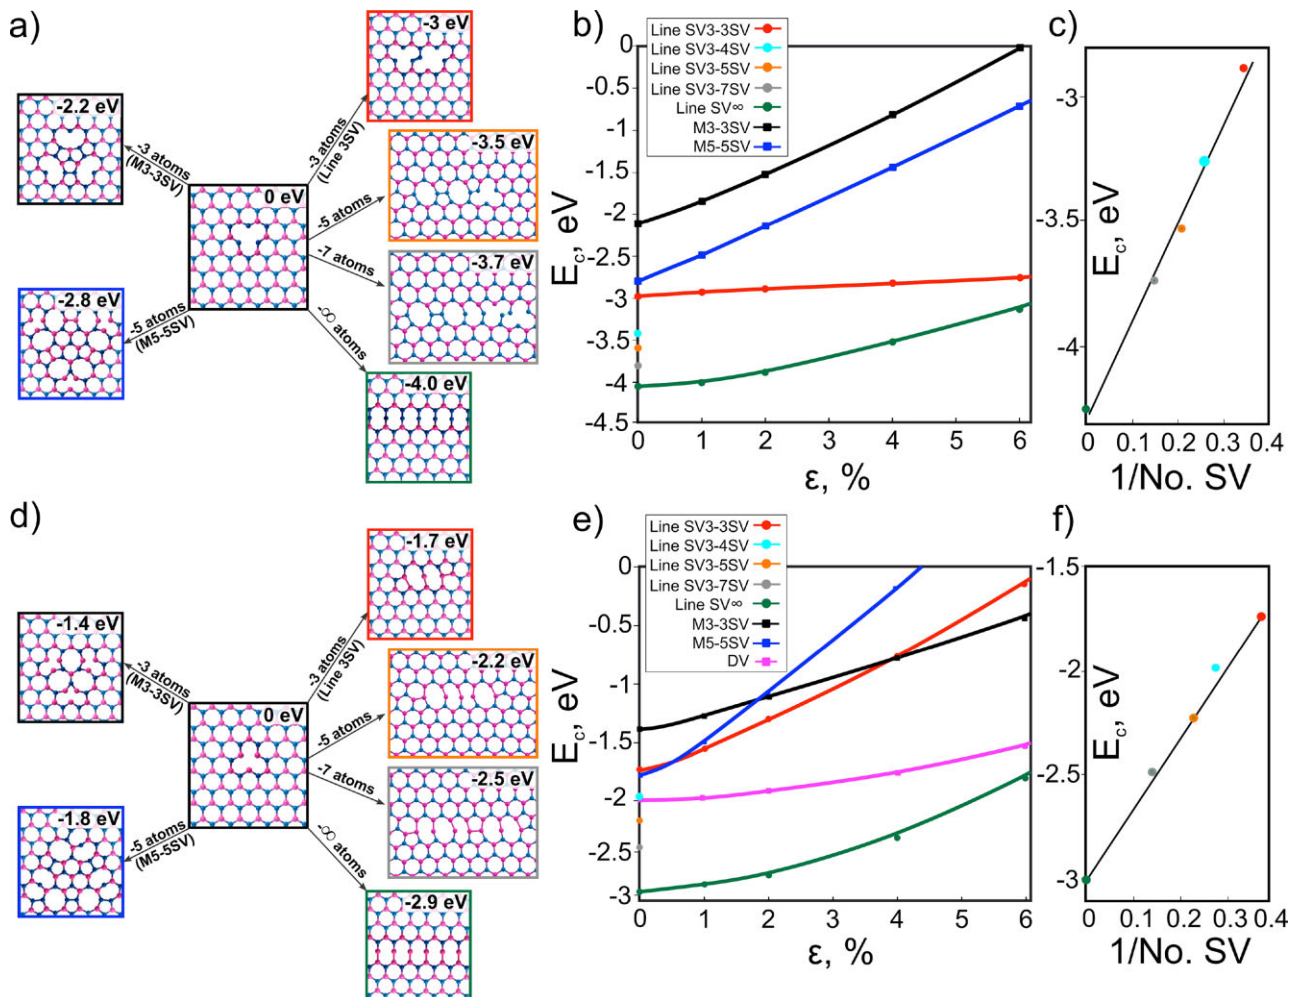 a)
-2.2 eV
-3 atoms
(M3-3SV)
-2.8 eV
-5 atoms
(M5-5SV)
0 eV
-3 atoms
(Line 3SV)
-3 eV
-5 atoms
-3.5 eV
-7 atoms
-3.7 eV
-∞ atoms
-4.0 eV
b)
Line SV3-3SV
Line SV3-4SV
Line SV3-5SV
Line SV3-7SV
Line SV∞
M3-3SV
M5-5SV
0
-0.5
-1
-1.5
-2
-2.5
-3
-3.5
-4
-4.5
Ec, eV
0 1 2 3 4 5 6
ε, %
c)
-3
-3.5
-4
Ec, eV
0 0.1 0.2 0.3 0.4
1/No. SV
d)
-1.4 eV
-3 atoms
(M3-3SV)
-1.8 eV
-5 atoms
(M5-5SV)
0 eV
-3 atoms
(Line 3SV)
-1.7 eV
-5 atoms
-2.2 eV
-7 atoms
-2.5 eV
-∞ atoms
-2.9 eV
e)
Line SV3-3SV
Line SV3-4SV
Line SV3-5SV
Line SV3-7SV
Line SV∞
M3-3SV
M5-5SV
DV
0
-0.5
-1
-1.5
-2
-2.5
-3
Ec, eV
0 1 2 3 4 5 6
ε, %
f)
-1.5
-2
-2.5
-3
Ec, eV
0 0.1 0.2 0.3 0.4
1/No. SV